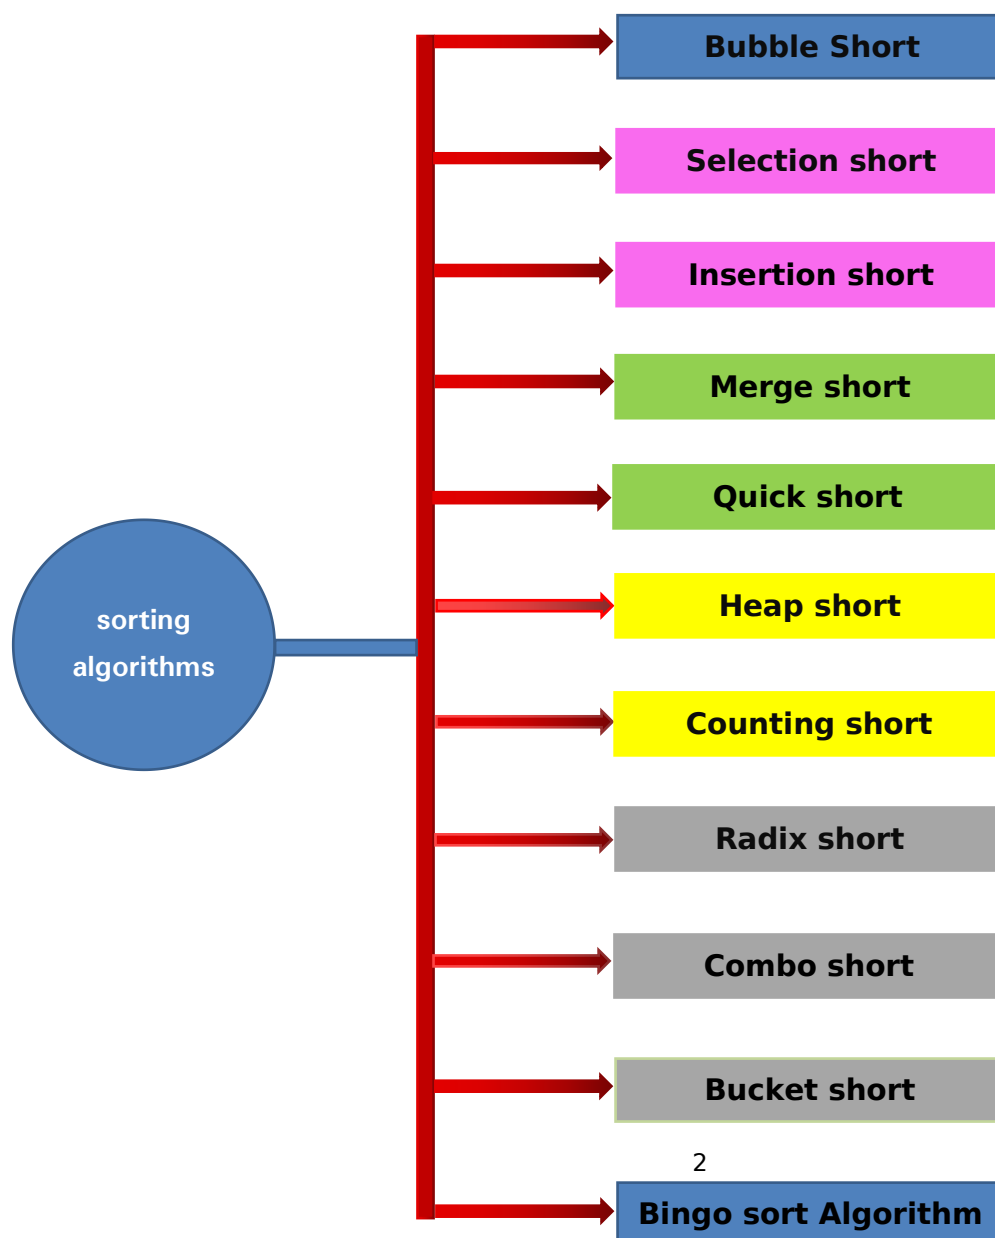 Bubble Short
Selection short
Insertion short
Merge short
Quick short
sorting
algorithms
Heap short
Counting short
Radix short
Combo short
Bucket short
2
Bingo sort Algorithm